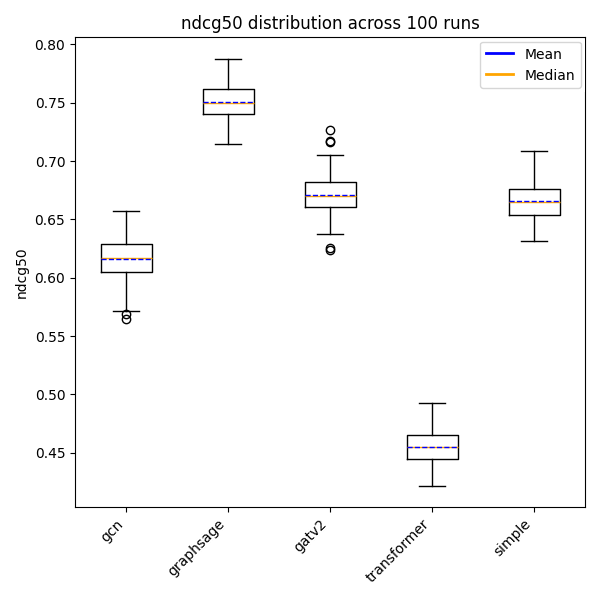 ndcg50 distribution across 100 runs
Mean
Median
ndcg50
0.80
0.75
0.70
0.65
0.60
0.55
0.50
0.45
gcn
graphsage
gatv2
transformer
simple